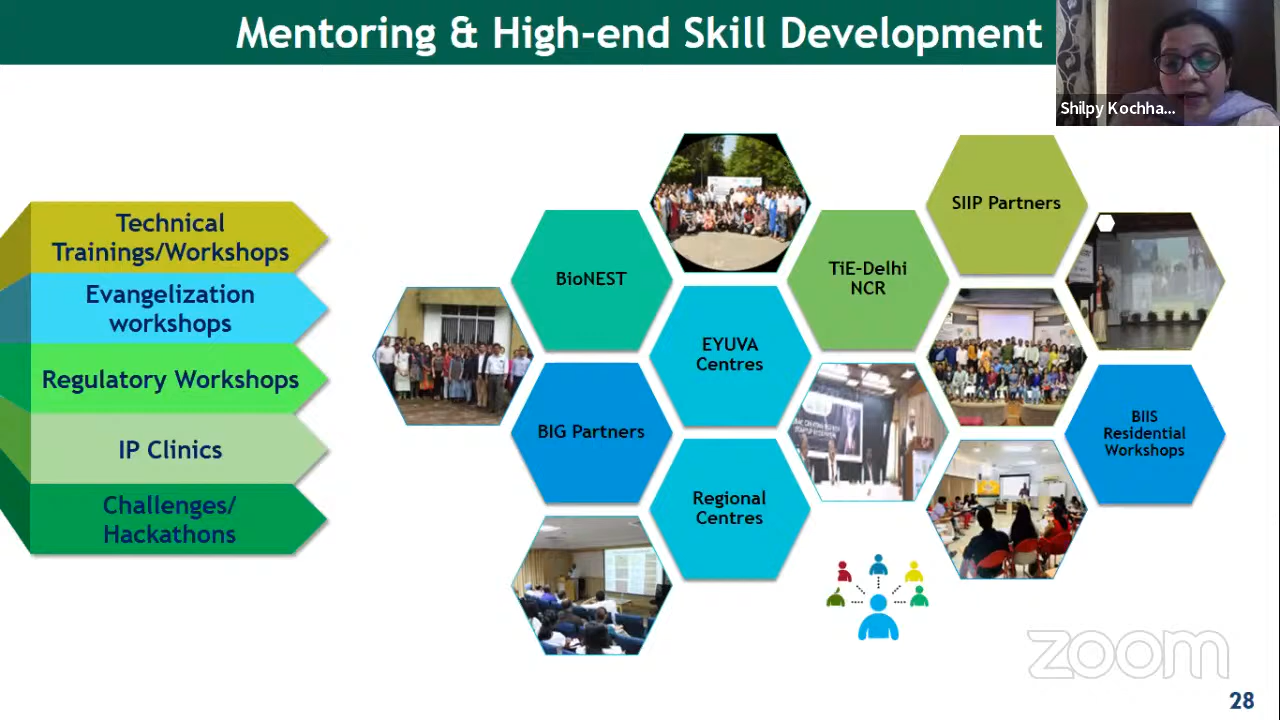 Mentoring & High-end Skill Development
Shilpy Kochha...
Technical
Trainings/Workshops
Evangelization
workshops
Regulatory Workshops
IP Clinics
Challenges/
Hackathons
BioNEST
TiE-Delhi
NCR
SIIP Partners
EYUVA
Centres
BIG Partners
BIIS
Residential
Workshops
Regional
Centres
zoom
28